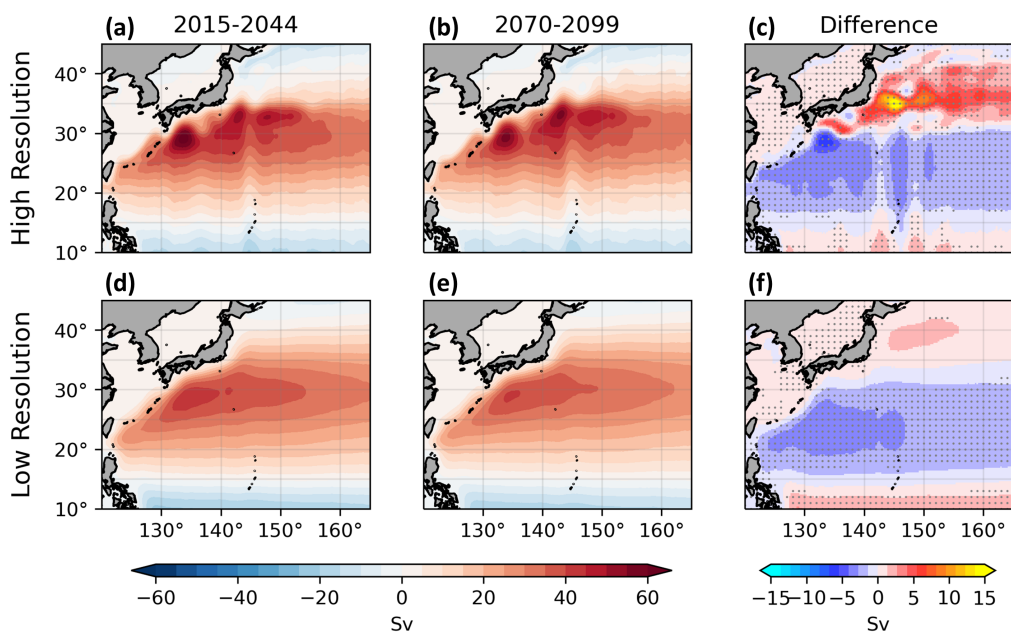 (a) 2015-2044
(b) 2070-2099
(c) Difference
High Resolution
40°
30°
20°
10°
(d)
(e)
(f)
Low Resolution
40°
30°
20°
10°
130° 140° 150° 160°
130° 140° 150° 160°
130° 140° 150° 160°
−60 −40 −20 0 20 40 60
Sv
−15 −10 −5 0 5 10 15
Sv